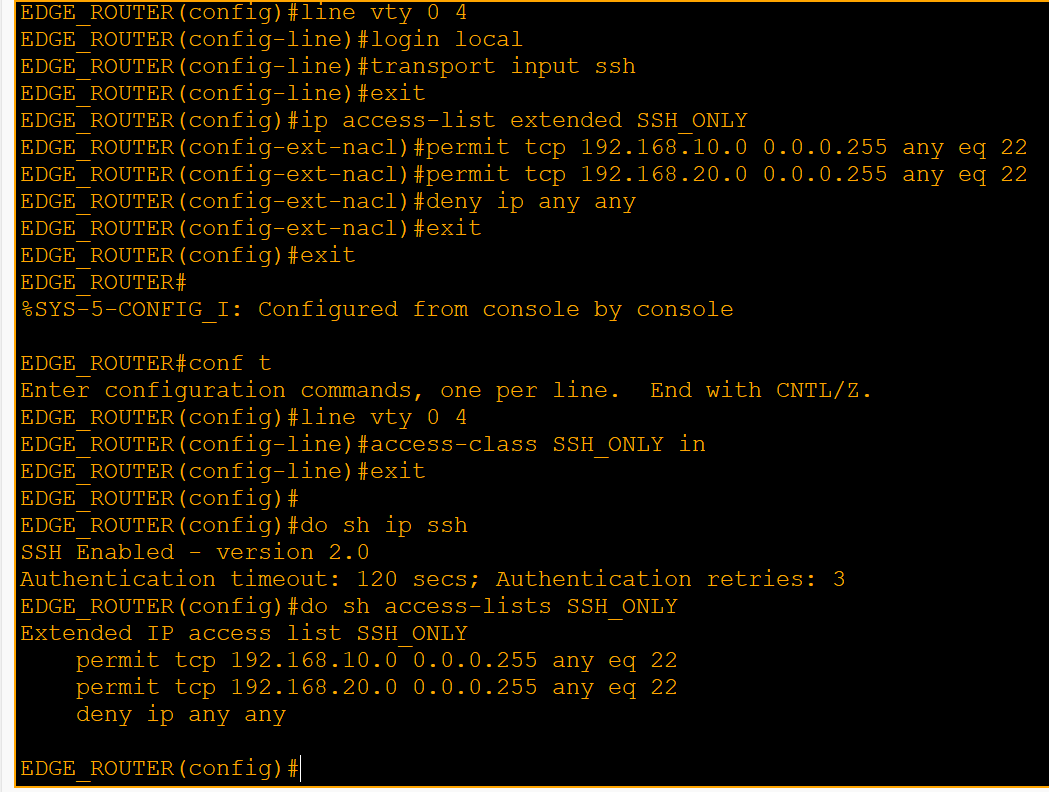 EDGE_ROUTER(config)#line vty 0 4
EDGE_ROUTER(config-line)#login local
EDGE_ROUTER(config-line)#transport input ssh
EDGE_ROUTER(config-line)#exit
EDGE_ROUTER(config)#ip access-list extended SSH_ONLY
EDGE_ROUTER(config-ext-nacl)#permit tcp 192.168.10.0 0.0.0.255 any eq 22
EDGE_ROUTER(config-ext-nacl)#permit tcp 192.168.20.0 0.0.0.255 any eq 22
EDGE_ROUTER(config-ext-nacl)#deny ip any any
EDGE_ROUTER(config-ext-nacl)#exit
EDGE_ROUTER(config)#exit
EDGE_ROUTER#
%SYS-5-CONFIG_I: Configured from console by console

EDGE_ROUTER#conf t
Enter configuration commands, one per line.  End with CNTL/Z.
EDGE_ROUTER(config)#line vty 0 4
EDGE_ROUTER(config-line)#access-class SSH_ONLY in
EDGE_ROUTER(config-line)#exit
EDGE_ROUTER(config)#
EDGE_ROUTER(config)#do sh ip ssh
SSH Enabled - version 2.0
Authentication timeout: 120 secs; Authentication retries: 3
EDGE_ROUTER(config)#do sh access-lists SSH_ONLY
Extended IP access list SSH_ONLY
    permit tcp 192.168.10.0 0.0.0.255 any eq 22
    permit tcp 192.168.20.0 0.0.0.255 any eq 22
    deny ip any any

EDGE_ROUTER(config)#